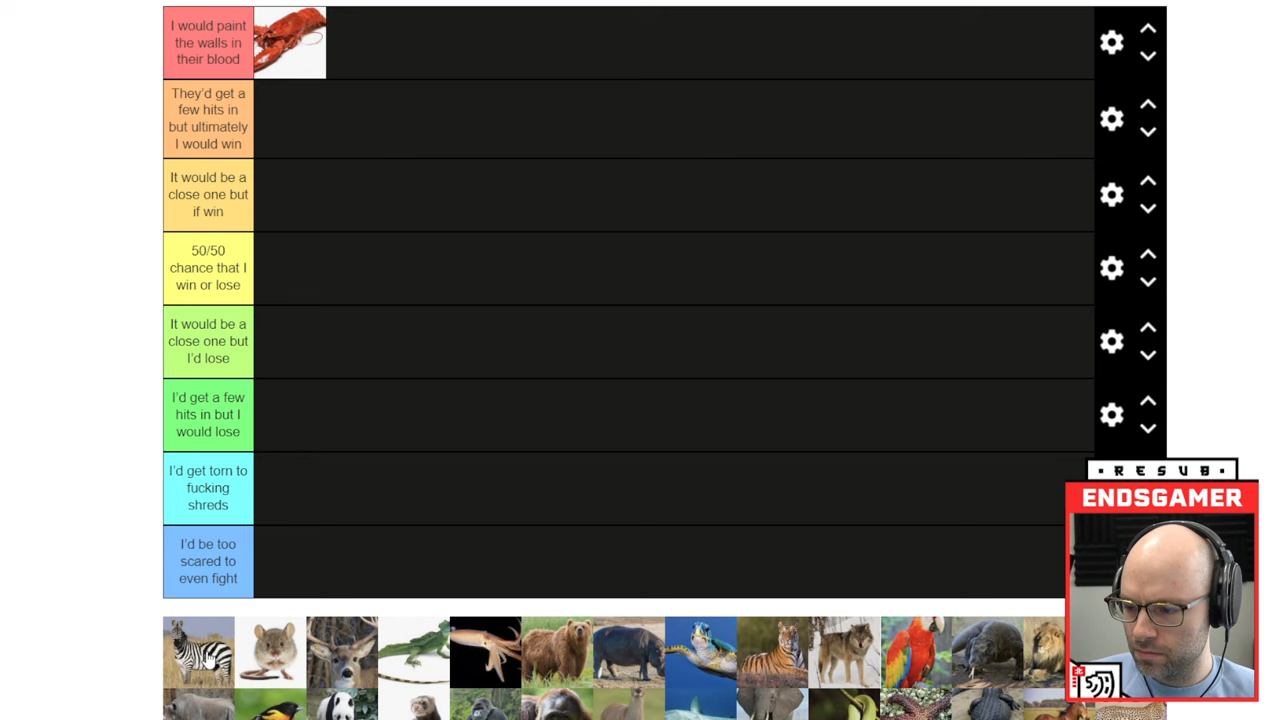 I would paint
the walls in
their blood
They'd get a
few hits in
but ultimately
I would win
It would be a
close one but
if win
50/50
chance that I
win or lose
It would be a
close one but
I'd lose
I'd get a few
hits in but I
would lose
I'd get torn to
fucking
shreds
I'd be too
scared to
even fight
• RESUB •
ENDSGAMER